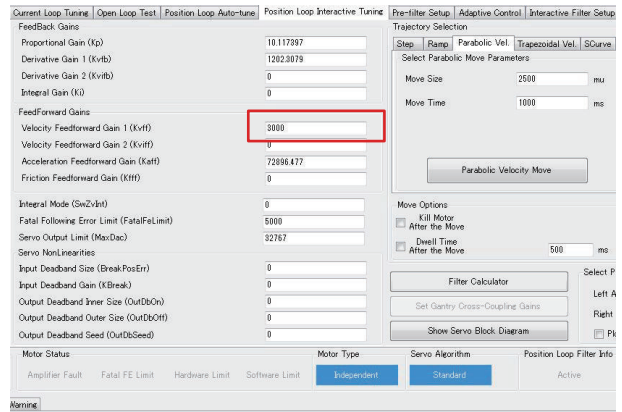 Current Loop Tuning Open Loop Test Position Loop Auto-tune Position Loop Interactive Tuning Pre-filter Setup Adaptive Control Interactive Filter Setup
FeedBack Gains
Proportional Gain (Kp) 10.117397
Derivative Gain 1 (Kvfb) 1202.3079
Derivative Gain 2 (Kvifb) 0
Integral Gain (Ki) 0
FeedForward Gains
Velocity Feedforward Gain 1 (Kvff) 3000
Velocity Feedforward Gain 2 (Kviff) 0
Acceleration Feedforward Gain (Kaff) 72896.477
Friction Feedforward Gain (Kfff) 0
Integral Mode (SwZvInt) 0
Fatal Following Error Limit (FatalFeLimit) 5000
Servo Output Limit (MaxDac) 32767
Servo NonLinearities
Input Deadband Size (BreakPosErr) 0
Input Deadband Gain (KBreak) 0
Output Deadband Inner Size (OutDbOn) 0
Output Deadband Outer Size (OutDbOff) 0
Output Deadband Seed (OutDbSeed) 0
Trajectory Selection
Step Ramp Parabolic Vel. Trapezoidal Vel. SCurve
Select Parabolic Move Parameters
Move Size 2500 mu
Move Time 1000 ms
Parabolic Velocity Move
Move Options
Kill Motor
After the Move
Dwell Time
After the Move 500 ms
Filter Calculator
Set Gantry Cross-Coupling Gains
Show Servo Block Diagram
Select P
Left A
Right
Motor Status
Amplifier Fault Fatal FE Limit Hardware Limit Software Limit
Motor Type
Independent
Servo Algorithm
Standard
Position Loop Filter Info
Active
Warning